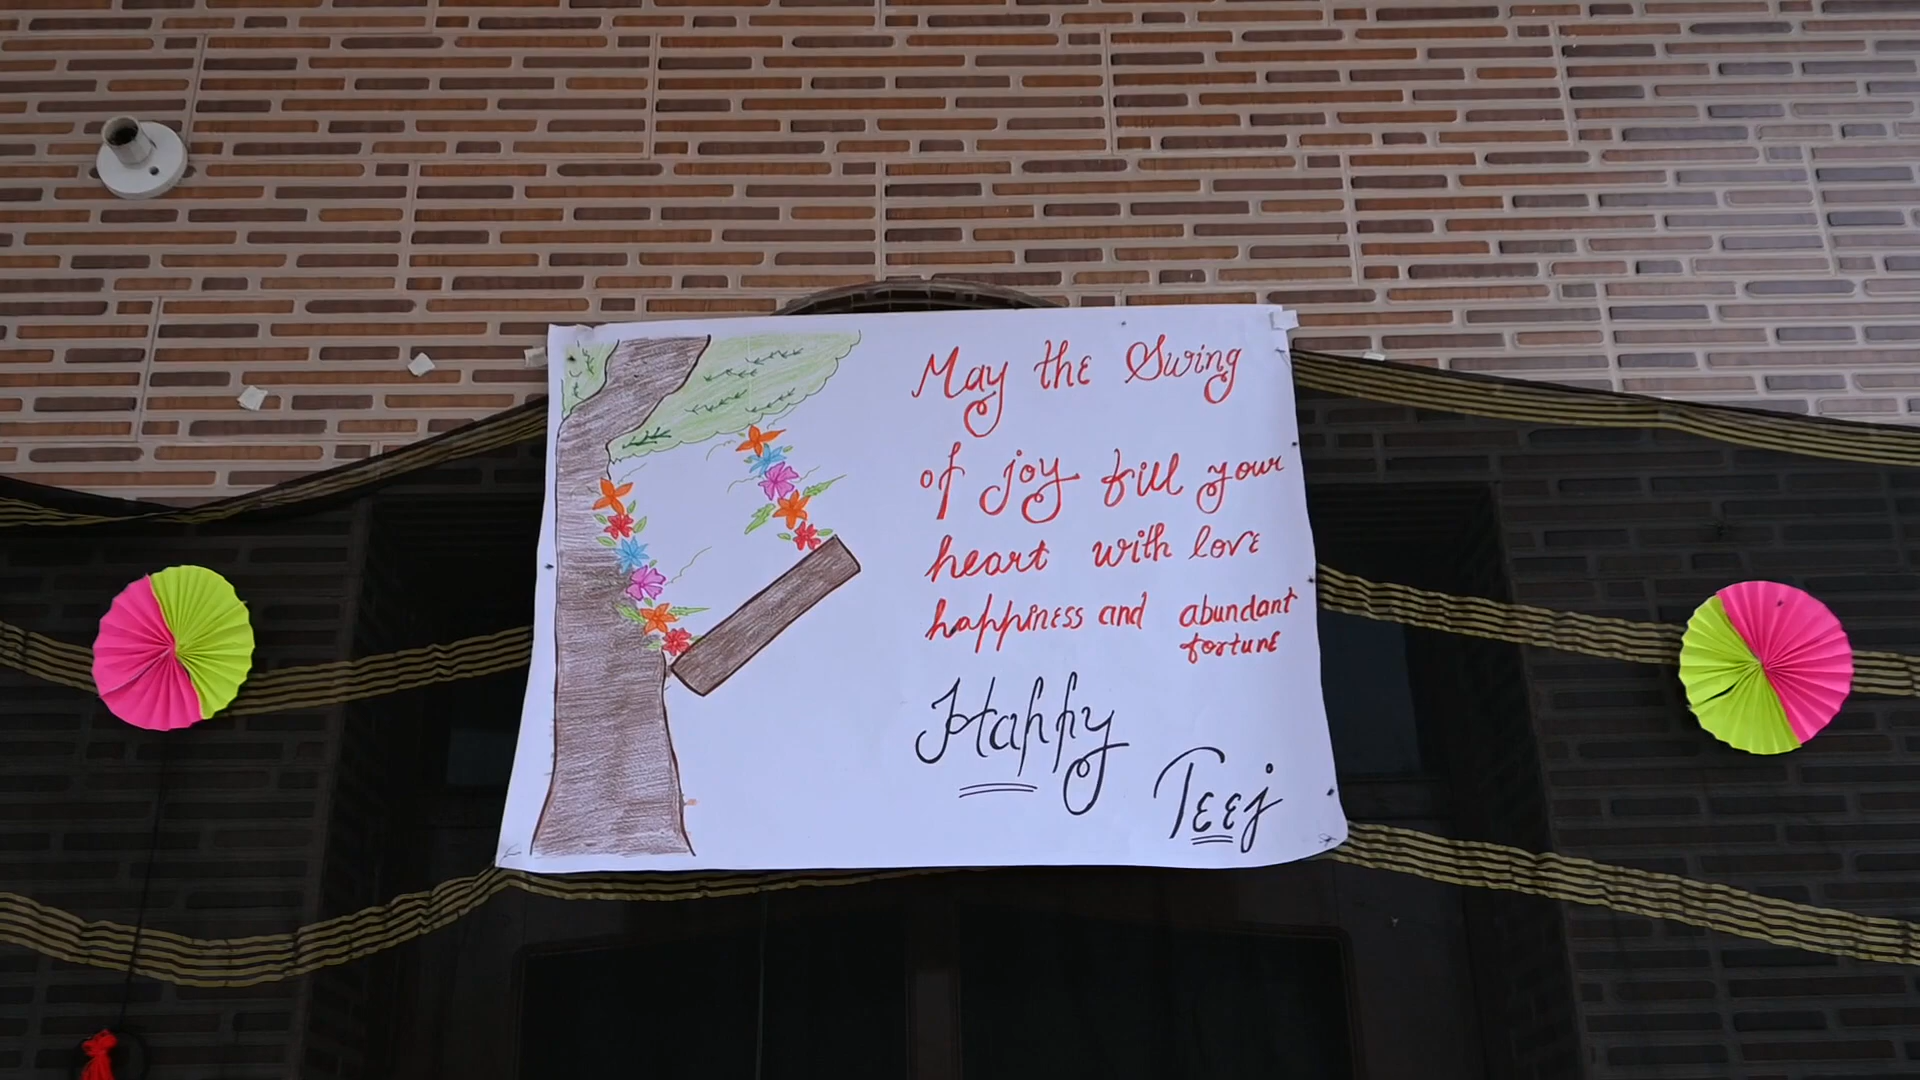 May the Swing
of joy fill your
heart with love
happiness and abundant
fortune
Happy
Teej